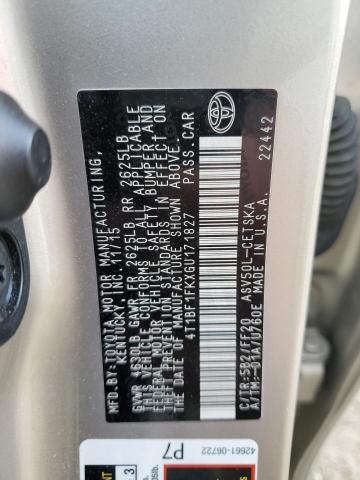 MFD.BY:TOYOTA MOTOR MANUFACTURING,
KENTUCKY, INC. 11/15
GVWR 4630LB GAWR FR 2625LB RR 2625LB
THIS VEHICLE CONFORMS TO ALL APPLICABLE
FEDERAL MOTOR VEHICLE SAFETY, BUMPER, AND
THEFT PREVENTION STANDARDS IN EFFECT ON
THE DATE OF MANUFACTURE SHOWN ABOVE.
4T1BF1FKXGU171827 PASS.CAR
C/TR:5B2/FF20 ASV50L-CETSKA
A/TM:-01A/U760E MADE IN U.S.A.
22442
42661-06722
P7
3